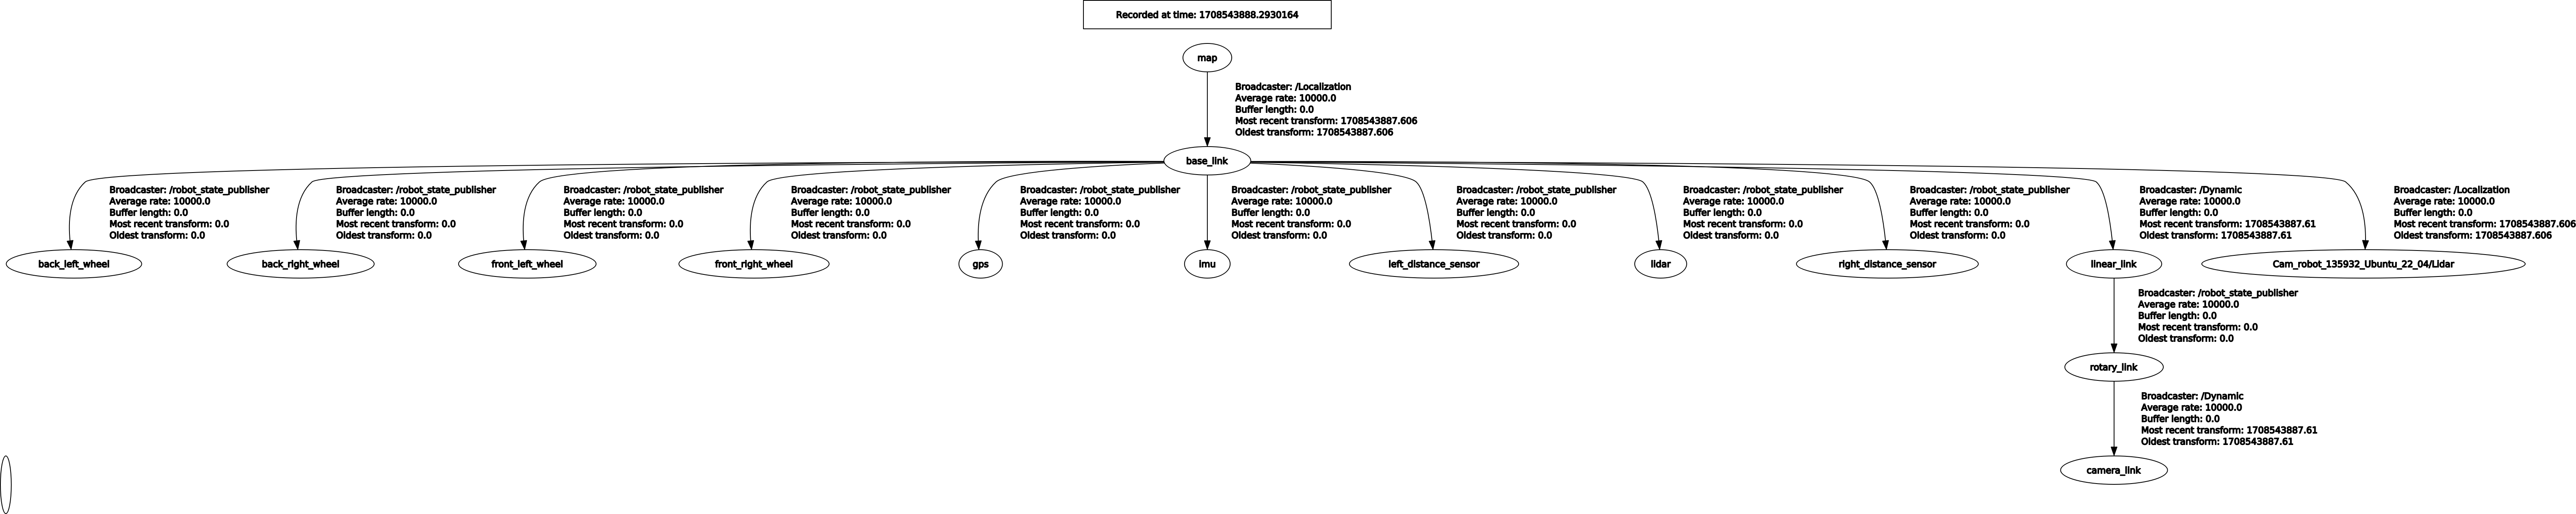 Recorded at time: 1708543888.2930164
map
Broadcaster: /Localization
Average rate: 10000.0
Buffer length: 0.0
Most recent transform: 1708543887.606
Oldest transform: 1708543887.606
base_link
Broadcaster: /robot_state_publisher
Average rate: 10000.0
Buffer length: 0.0
Most recent transform: 0.0
Oldest transform: 0.0
Broadcaster: /robot_state_publisher
Average rate: 10000.0
Buffer length: 0.0
Most recent transform: 0.0
Oldest transform: 0.0
Broadcaster: /robot_state_publisher
Average rate: 10000.0
Buffer length: 0.0
Most recent transform: 0.0
Oldest transform: 0.0
Broadcaster: /robot_state_publisher
Average rate: 10000.0
Buffer length: 0.0
Most recent transform: 0.0
Oldest transform: 0.0
Broadcaster: /robot_state_publisher
Average rate: 10000.0
Buffer length: 0.0
Most recent transform: 0.0
Oldest transform: 0.0
Broadcaster: /robot_state_publisher
Average rate: 10000.0
Buffer length: 0.0
Most recent transform: 0.0
Oldest transform: 0.0
Broadcaster: /robot_state_publisher
Average rate: 10000.0
Buffer length: 0.0
Most recent transform: 0.0
Oldest transform: 0.0
Broadcaster: /robot_state_publisher
Average rate: 10000.0
Buffer length: 0.0
Most recent transform: 0.0
Oldest transform: 0.0
Broadcaster: /robot_state_publisher
Average rate: 10000.0
Buffer length: 0.0
Most recent transform: 0.0
Oldest transform: 0.0
Broadcaster: /Dynamic
Average rate: 10000.0
Buffer length: 0.0
Most recent transform: 1708543887.61
Oldest transform: 1708543887.61
Broadcaster: /Localization
Average rate: 10000.0
Buffer length: 0.0
Most recent transform: 1708543887.606
Oldest transform: 1708543887.606
back_left_wheel
back_right_wheel
front_left_wheel
front_right_wheel
gps
imu
left_distance_sensor
lidar
right_distance_sensor
linear_link
Cam_robot_135932_Ubuntu_22_04/Lidar
Broadcaster: /robot_state_publisher
Average rate: 10000.0
Buffer length: 0.0
Most recent transform: 0.0
Oldest transform: 0.0
rotary_link
Broadcaster: /Dynamic
Average rate: 10000.0
Buffer length: 0.0
Most recent transform: 1708543887.61
Oldest transform: 1708543887.61
camera_link